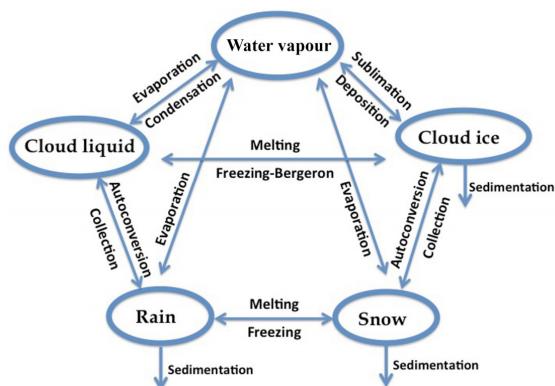 Water vapour
Evaporation
Condensation
Sublimation
Deposition
Cloud liquid
Melting
Freezing-Bergeron
Cloud ice
Sedimentation
Autoconversion
Collection
Evaporation
Evaporation
Autoconversion
Collection
Rain
Melting
Freezing
Snow
Sedimentation
Sedimentation